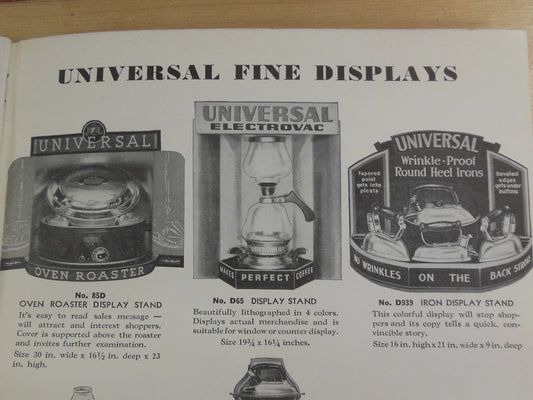 UNIVERSAL FINE DISPLAYS
UNIVERSAL
OVEN ROASTER
No. 85D
OVEN ROASTER DISPLAY STAND
It's easy to read sales message —
will attract and interest shoppers.
Cover is supported above the roaster
and invites further examination.
Size 30 in. wide x 16½ in. deep x 23
in. high.
UNIVERSAL
ELECTROVAC
MAKES PERFECT COFFEE
No. D65 DISPLAY STAND
Beautifully lithographed in 4 colors.
Displays actual merchandise and is
suitable for window or counter display.
Size 19¾ x 16¼ inches.
UNIVERSAL
Wrinkle-Proof
Round Heel Irons
Tapered
point
gets into
pleats
Beveled
edges
gets under
buttons
NO WRINKLES ON THE BACK STROKE
No. D939 IRON DISPLAY STAND
This colorful display will stop shop-
pers and its copy tells a quick, con-
vincible story.
Size 16 in. high x 21 in. wide x 9 in. deep